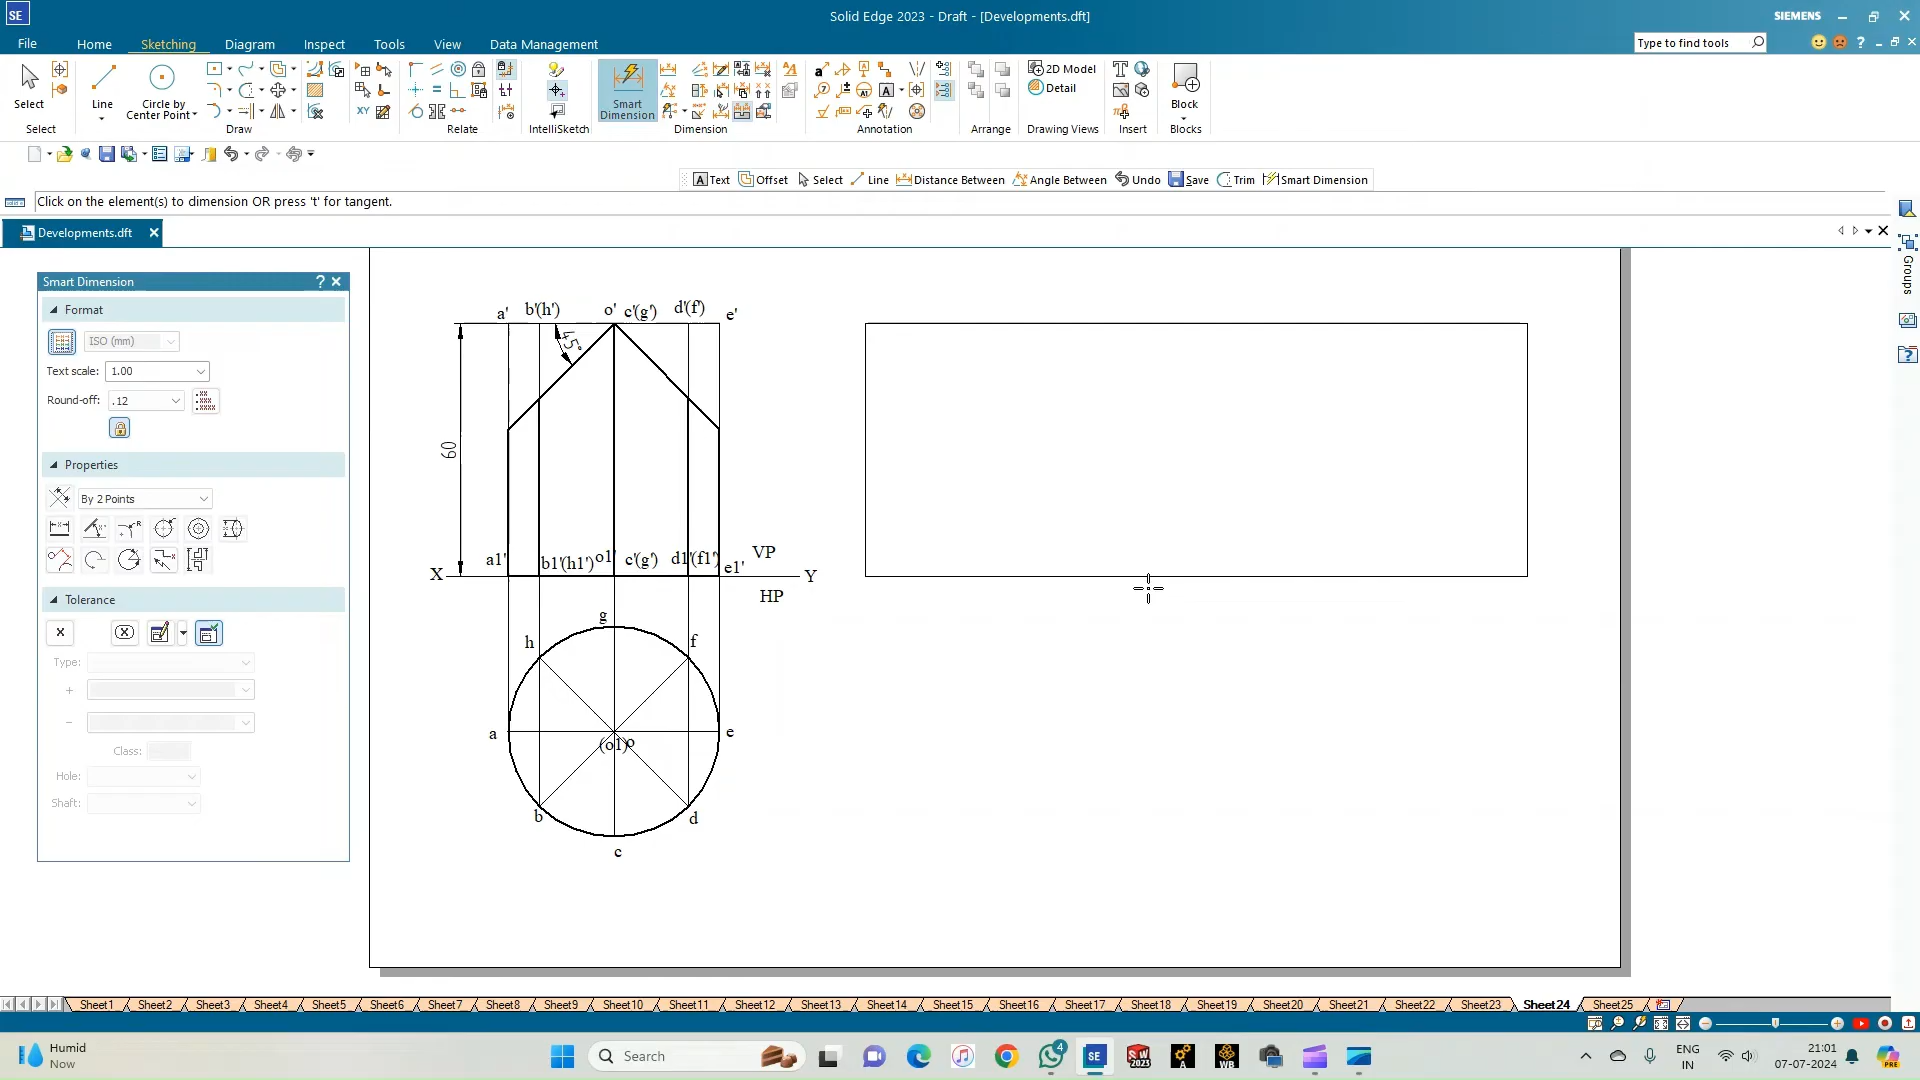 SE
Solid Edge 2023 - Draft - [Developments.dft]
SIEMENS
File
Home
Sketching
Diagram
Inspect
Tools
View
Data Management
Type to find tools
Select
Line
Circle by
Center Point
Smart
Dimension
2D Model
Detail
Block
Select
Draw
Relate
IntelliSketch
Dimension
Annotation
Arrange
Drawing Views
Insert
Blocks
Text
Offset
Select
Line
Distance Between
Angle Between
Undo
Save
Trim
Smart Dimension
Click on the element(s) to dimension OR press 't' for tangent.
Developments.dft
Groups
Smart Dimension
Format
ISO (mm)
Text scale:
1.00
Round-off:
.12
Properties
By 2 Points
Tolerance
Type:
+
-
Class:
Hole:
Shaft:
a'
b'(h')
o'
c'(g')
d'(f')
e'
45°
60
a1'
b1'(h1')
o1'
c'(g')
d1'(f1')
e1'
VP
X
Y
HP
g
h
f
a
(o1)o
e
b
d
c
Sheet1
Sheet2
Sheet3
Sheet4
Sheet5
Sheet6
Sheet7
Sheet8
Sheet9
Sheet10
Sheet11
Sheet12
Sheet13
Sheet14
Sheet15
Sheet16
Sheet17
Sheet18
Sheet19
Sheet20
Sheet21
Sheet22
Sheet23
Sheet24
Sheet25
Humid
Now
Search
4
SE
2023
A
WB
ENG
IN
21:01
07-07-2024
PRE